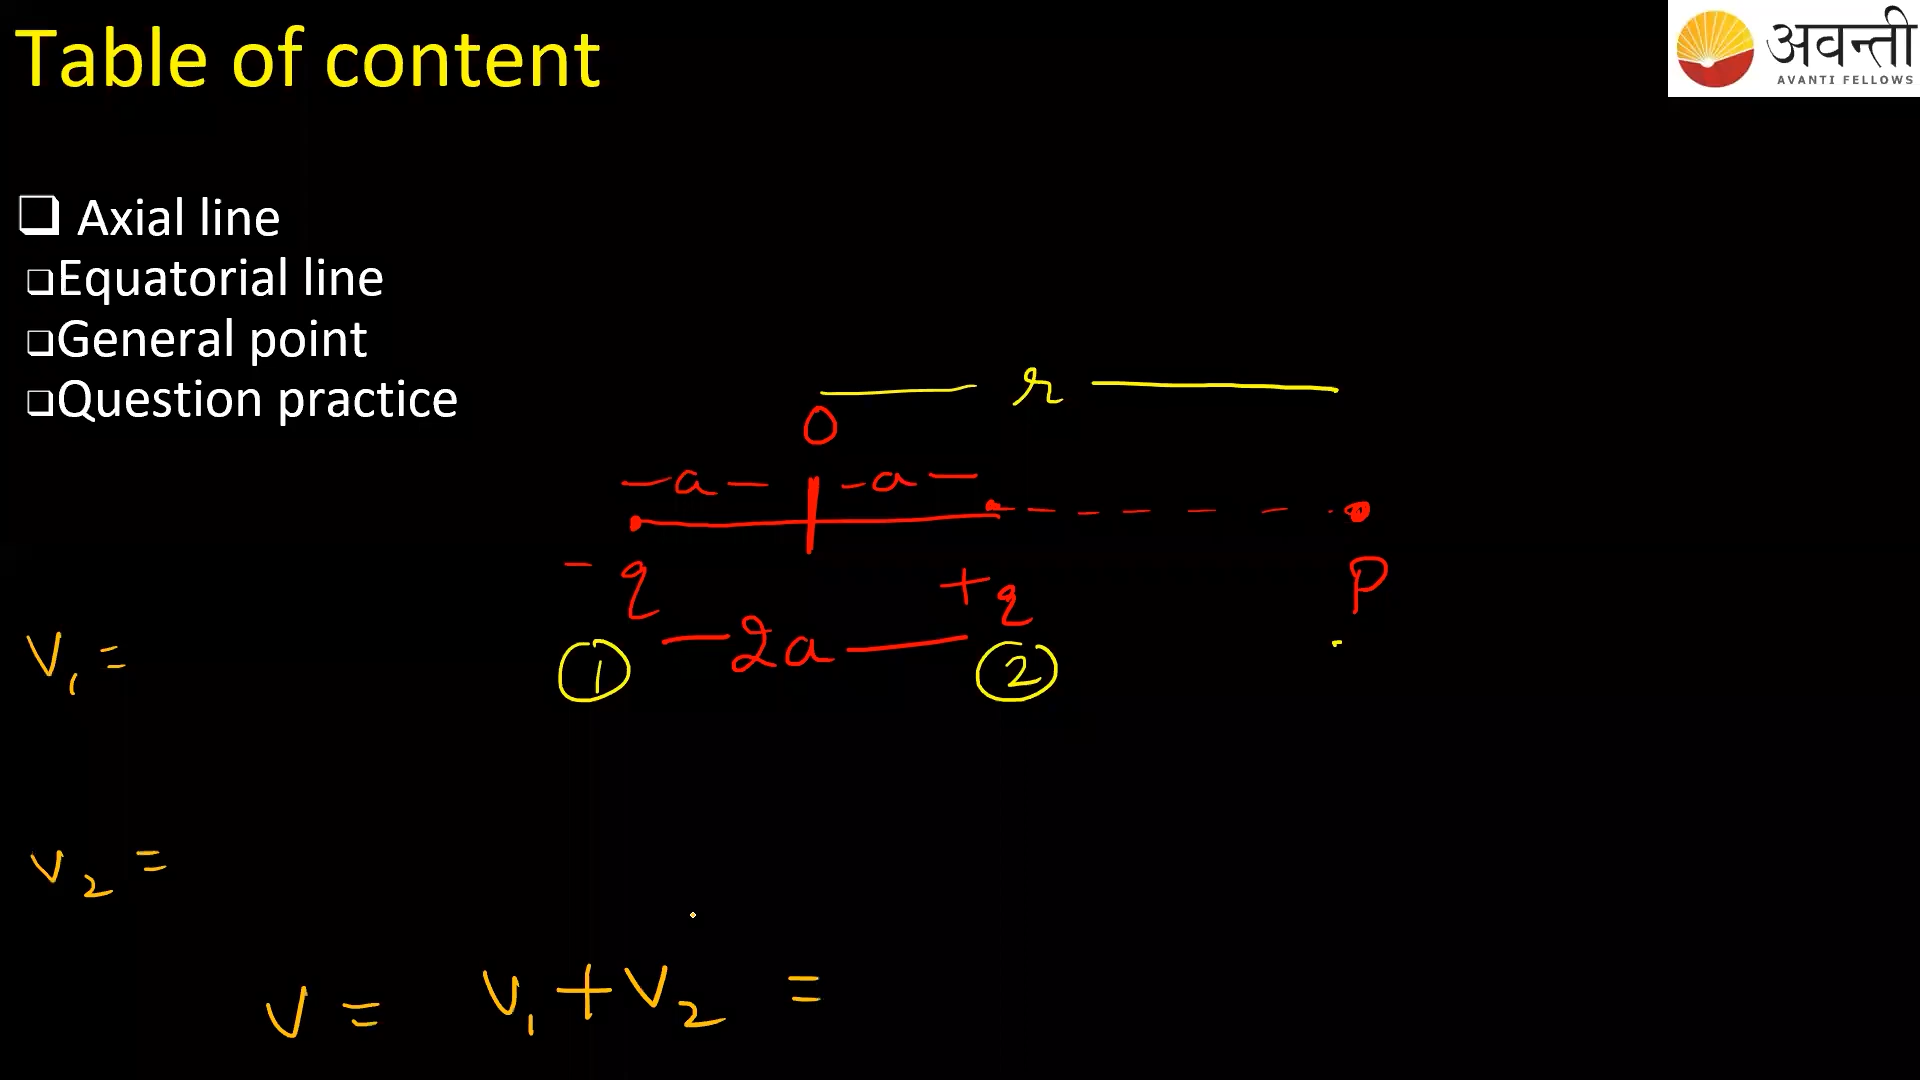 Table of content
अवन्ती
AVANTI FELLOWS
Axial line
Equatorial line
General point
Question practice
r
O
a a
- q + q P
2a
1 2
V₁ =
V₂ =
V = V₁ + V₂ =